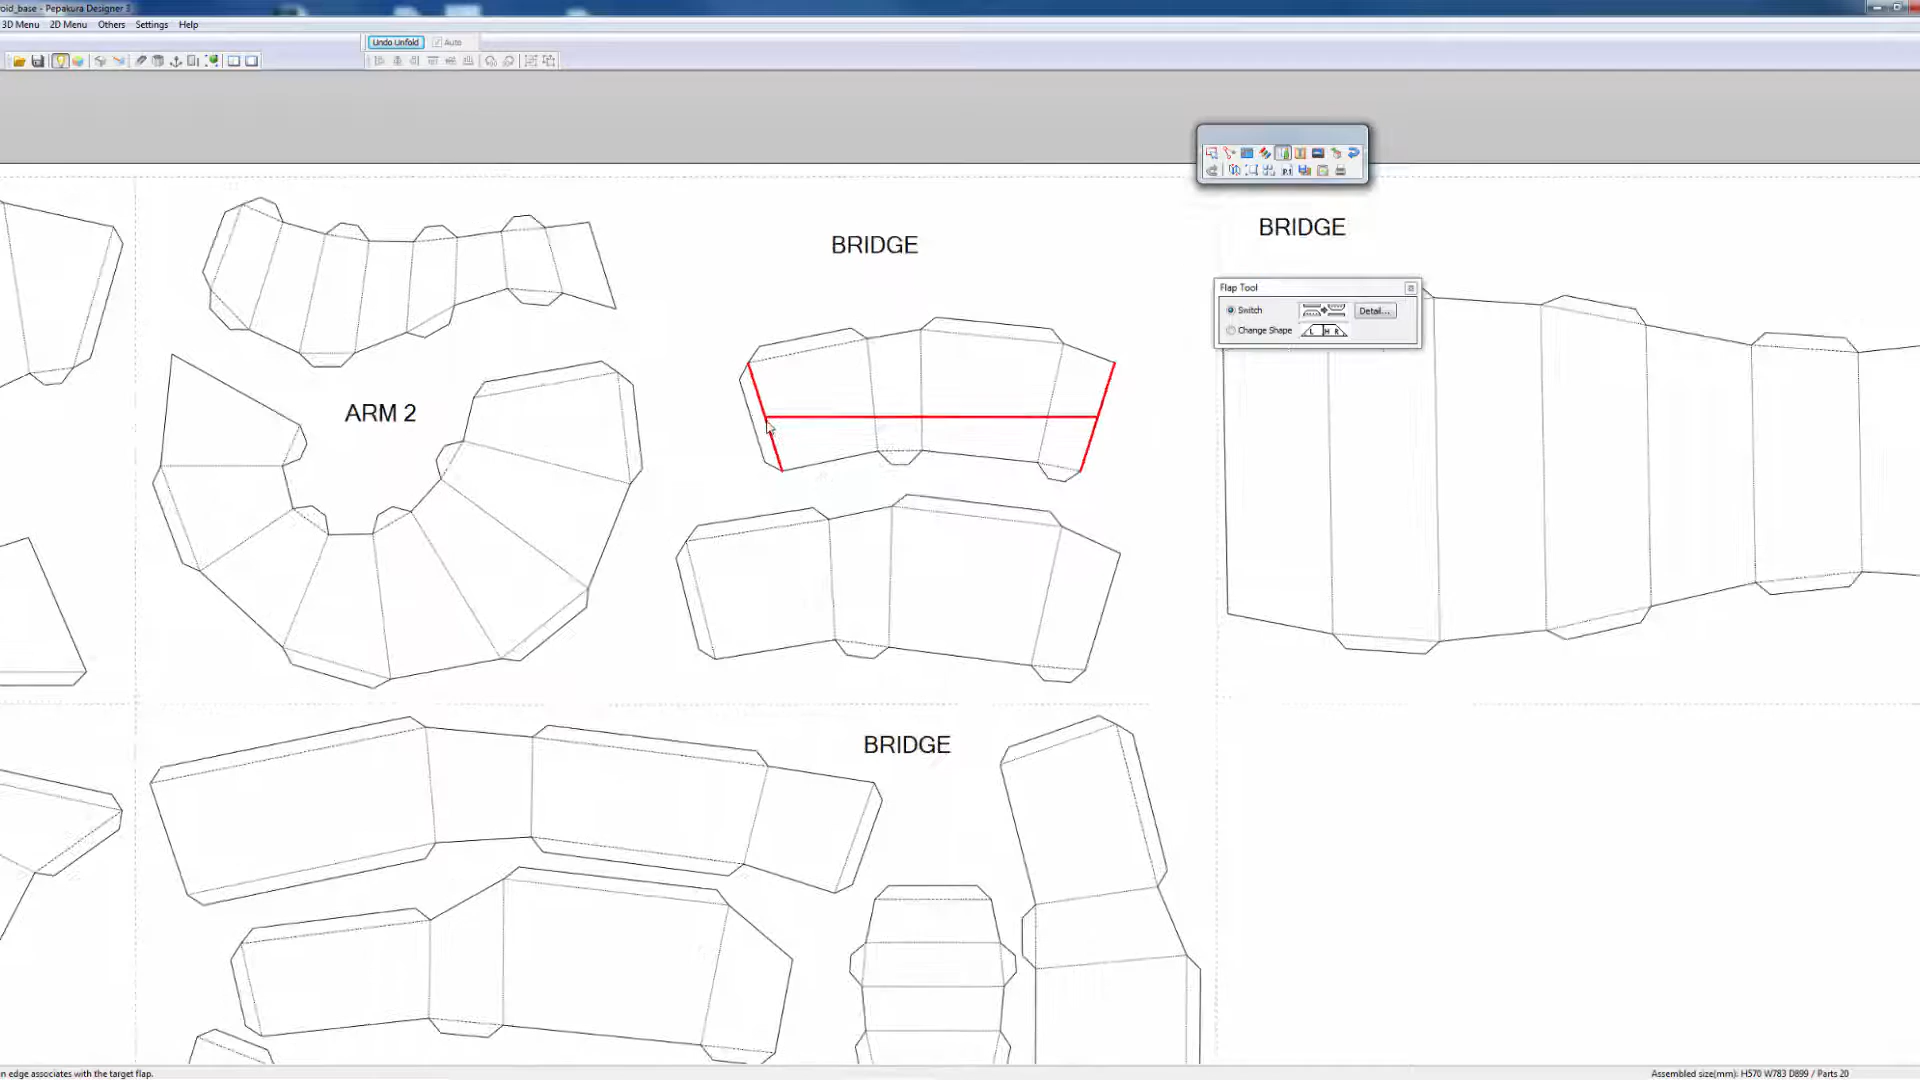 oid_base - Pepakura Designer 3
3D Menu 2D Menu Others Settings Help
Undo Unfold Auto
BRIDGE
BRIDGE
Flap Tool
Switch Detail...
Change Shape L H R
ARM 2
BRIDGE
n edge associates with the target flap.
Assembled size(mm): H570 W783 D899 / Parts 20